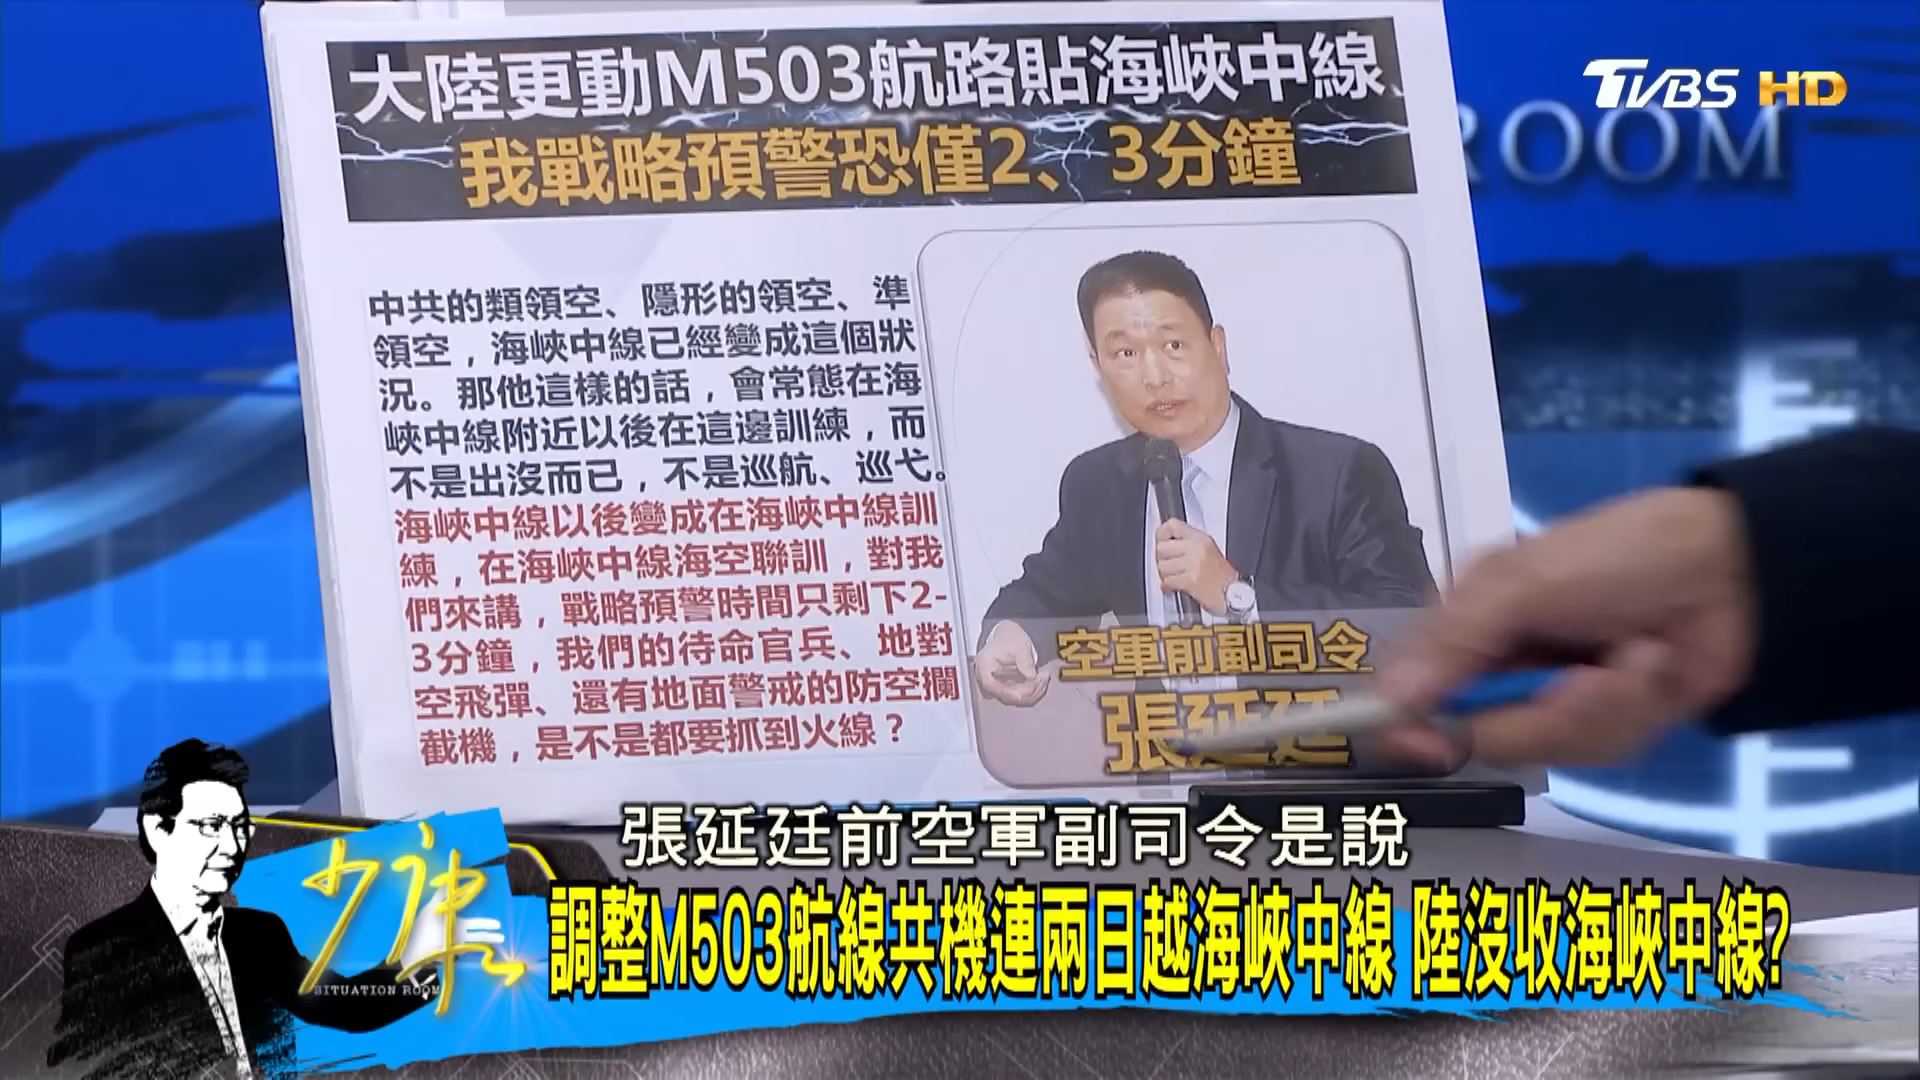 TVBS HD
ROOM
大陸更動M503航路貼海峽中線
我戰略預警恐僅2、3分鐘
中共的類領空、隱形的領空、準
領空，海峽中線已經變成這個狀
況。那他這樣的話，會常態在海
峽中線附近以後在這邊訓練，而
不是出沒而已，不是巡航、巡弋。
海峽中線以後變成在海峽中線訓
練，在海峽中線海空聯訓，對我
們來講，戰略預警時間只剩下2-
3分鐘，我們的待命官兵、地對
空飛彈、還有地面警戒的防空攔
截機，是不是都要抓到火線？
空軍前副司令
張延廷
張延廷前空軍副司令是說
少康
SITUATION ROOM
調整M503航線共機連兩日越海峽中線 陸沒收海峽中線?